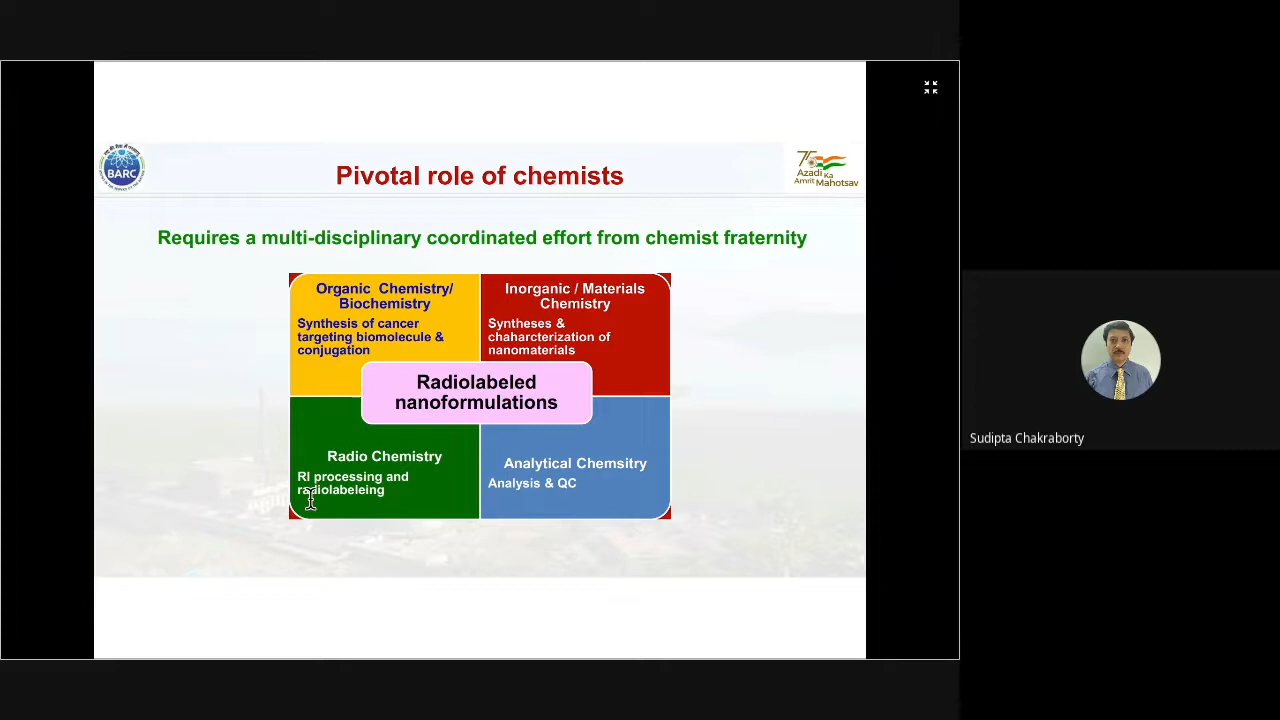 BARC
Pivotal role of chemists
75
Azadi
Ka
Amrit Mahotsav
Requires a multi-disciplinary coordinated effort from chemist fraternity
Organic Chemistry/
Biochemistry
Synthesis of cancer
targeting biomolecule &
conjugation
Inorganic / Materials
Chemistry
Syntheses &
chaharcterization of
nanomaterials
Radiolabeled
nanoformulations
Radio Chemistry
RI processing and
radiolabeleing
Analytical Chemsitry
Analysis & QC
Sudipta Chakraborty